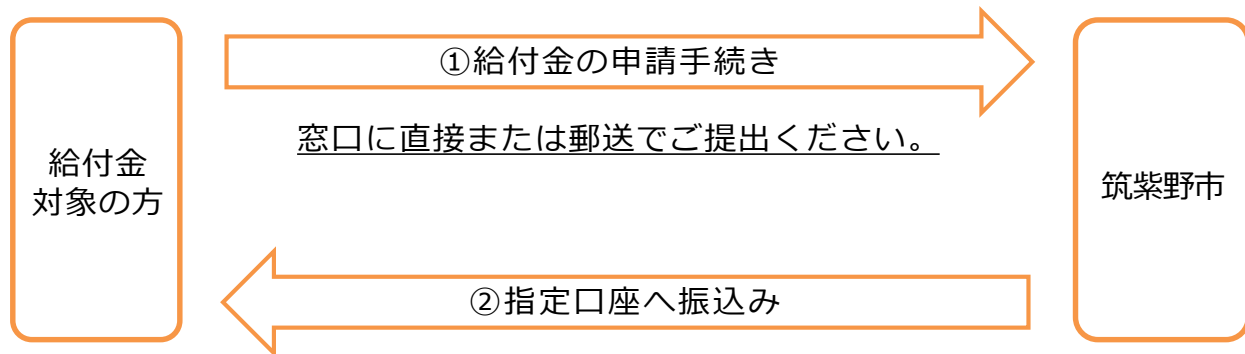 ①給付金の申請手続き
窓口に直接または郵送でご提出ください。
給付金
対象の方
筑紫野市
②指定口座へ振込み